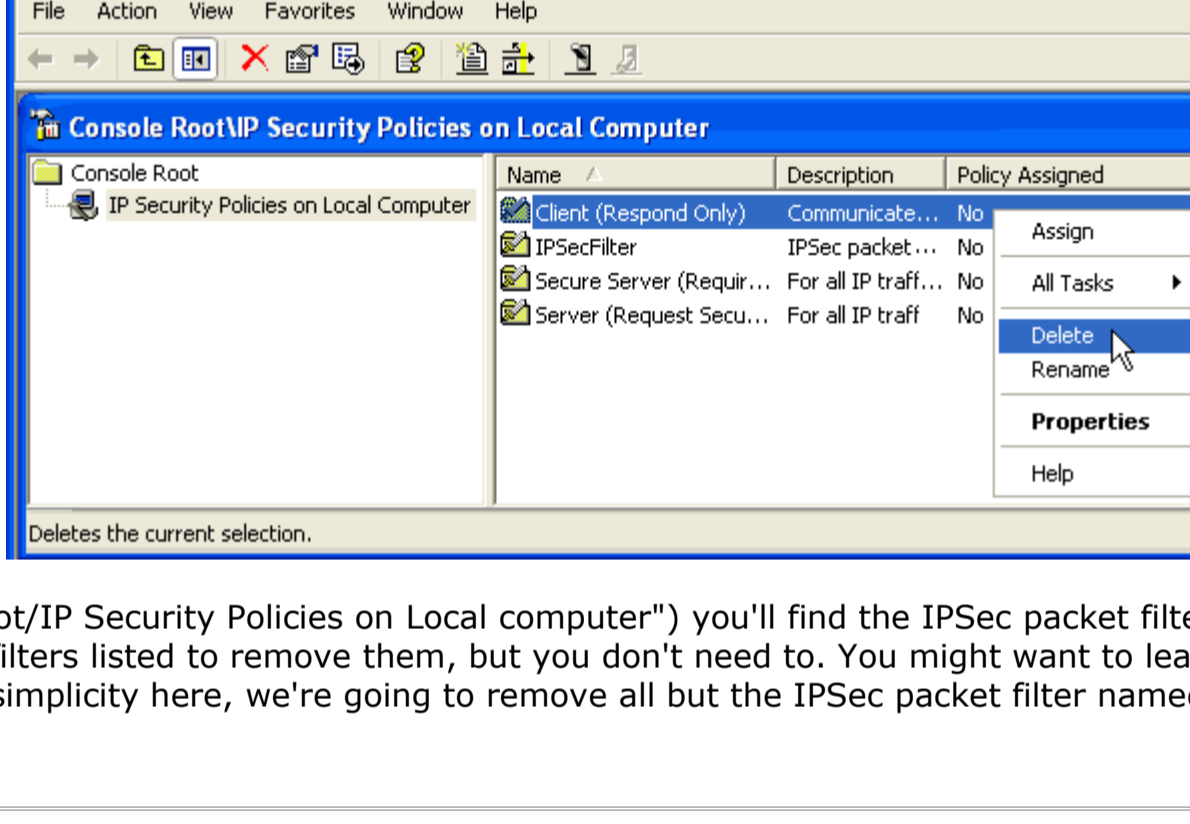 File Action View Favorites Window Help
Console Root\IP Security Policies on Local Computer
Console Root
IP Security Policies on Local Computer
Name Description Policy Assigned
Client (Respond Only) Communicate... No
IPSecFilter IPSec packet ... No
Secure Server (Requir... For all IP traff... No
Server (Request Secu... For all IP traff No
Assign
All Tasks
Delete
Rename
Properties
Help
Deletes the current selection.
ot/IP Security Policies on Local computer") you'll find the IPSec packet filte
ilters listed to remove them, but you don't need to. You might want to lea
simplicity here, we're going to remove all but the IPSec packet filter name